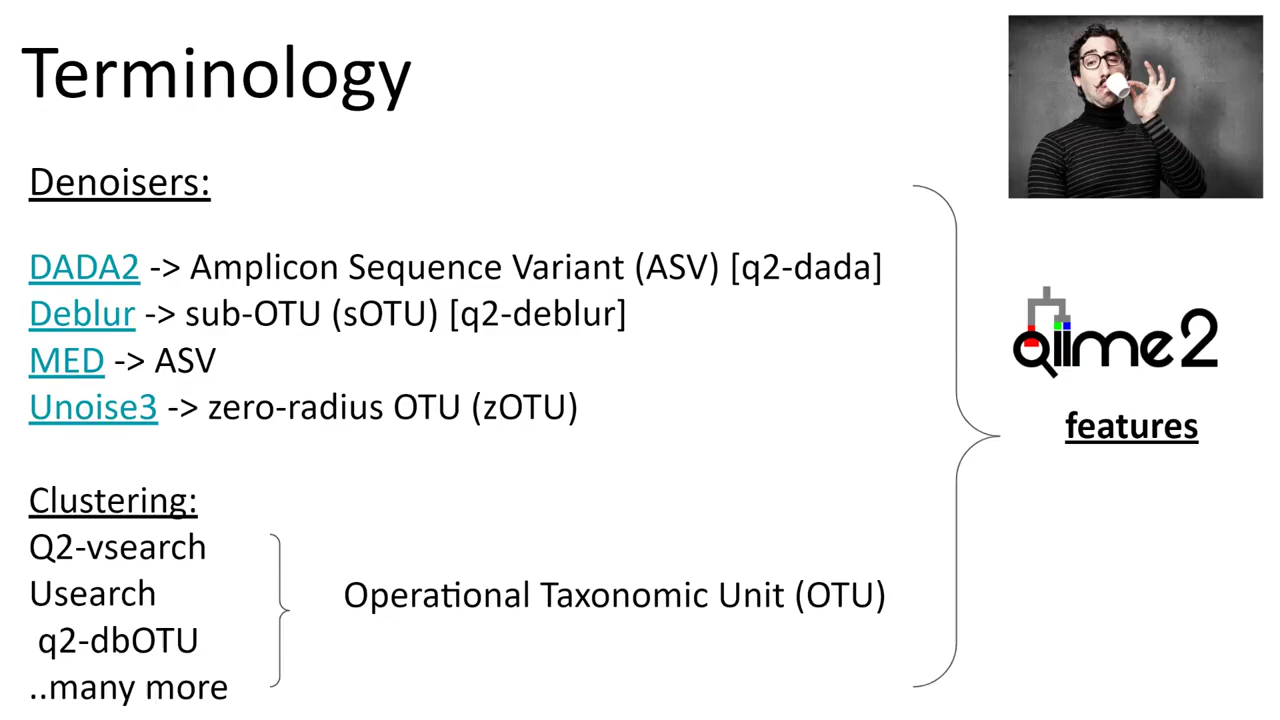 Terminology
Denoisers:
DADA2 -> Amplicon Sequence Variant (ASV) [q2-dada]
Deblur -> sub-OTU (sOTU) [q2-deblur]
MED -> ASV
Unoise3 -> zero-radius OTU (zOTU)
Clustering:
Q2-vsearch
Usearch
q2-dbOTU
..many more
Operational Taxonomic Unit (OTU)
qiime2
features